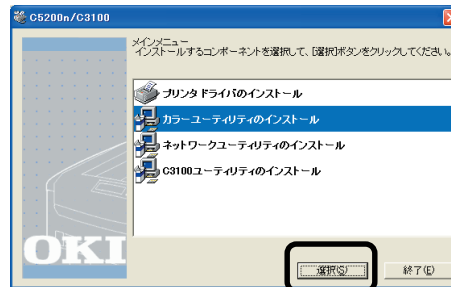 C5200n/C3100
メインメニュー
インストールするコンポーネントを選択して、[選択]ボタンをクリックしてください。
プリンタドライバのインストール
カラーユーティリティのインストール
ネットワークユーティリティのインストール
C3100ユーティリティのインストール
OKI
選択(S)
終了(E)